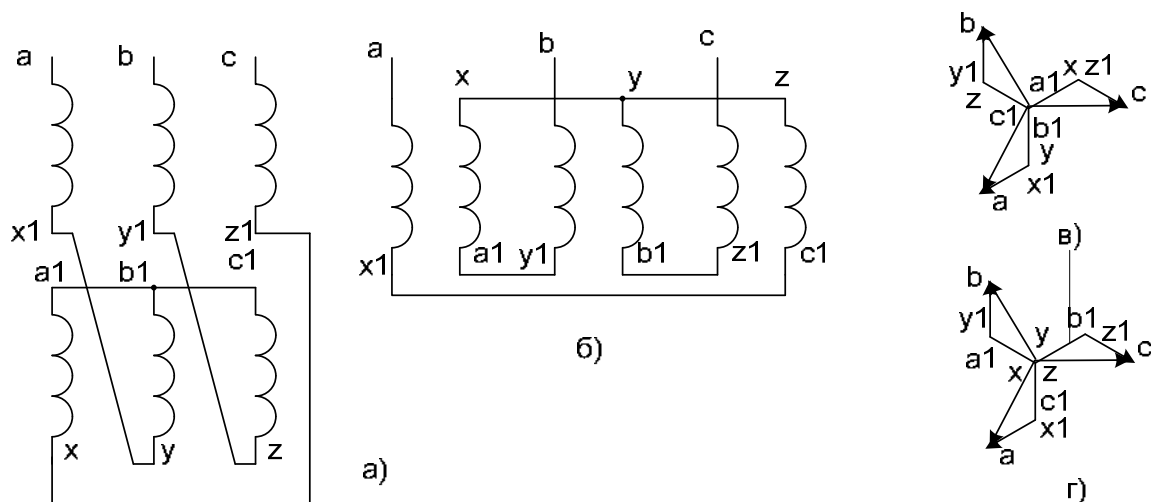 a b c
x1 y1 z1
a1 b1 c1
x y z
а)
a b c
x y z
x1 a1 y1 b1 z1 c1
б)
b
y1 a1 x z1
z c1 c
b1
y
x1
a
в)
b
y1 y b1 z1
a1 x z c
c1
x1
a
г)